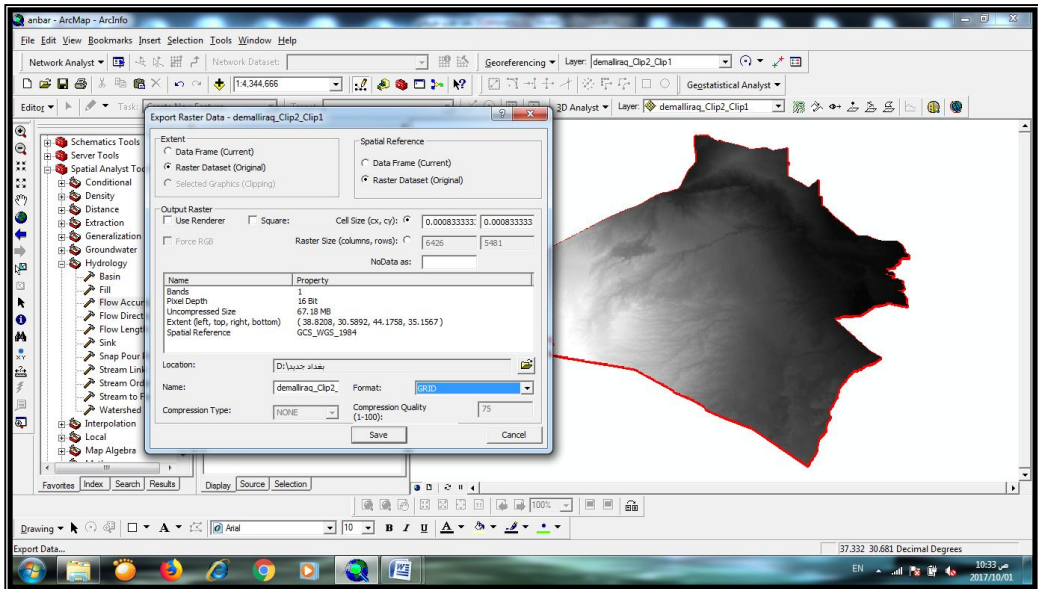 anbar - ArcMap - ArcInfo
File Edit View Bookmarks Insert Selection Tools Window Help
Network Analyst Network Dataset: Georeferencing Layer: demalliraq_Clip2_Clip1
1:4,344,666 Geostatistical Analyst
Editor Task: 3D Analyst Layer: demalliraq_Clip2_Clip1
Schematics Tools
Server Tools
Spatial Analyst Too
Conditional
Density
Distance
Extraction
Generalization
Groundwater
Hydrology
Basin
Fill
Flow Accur
Flow Direct
Flow Lengt
Sink
Snap Pour
Stream Link
Stream Ord
Stream to F
Watershed
Interpolation
Local
Map Algebra
Favorites Index Search Results Display Source Selection
Export Raster Data - demalliraq_Clip2_Clip1
Extent
Data Frame (Current)
Raster Dataset (Original)
Selected Graphics (Clipping)
Spatial Reference
Data Frame (Current)
Raster Dataset (Original)
Output Raster
Use Renderer Square: Cell Size (cx, cy): 0.000833333: 0.000833333
Force RGB Raster Size (columns, rows): 6426 5481
NoData as:
Name Property
Bands 1
Pixel Depth 16 Bit
Uncompressed Size 67.18 MB
Extent (left, top, right, bottom) ( 38.8208, 30.5892, 44.1758, 35.1567 )
Spatial Reference GCS_WGS_1984
Location: D:\بغداد جديد
Name: demalliraq_Clip2_ Format: GRID
Compression Type: NONE Compression Quality (1-100): 75
Save Cancel
100%
Drawing A Arial 10 B I U A
Export Data... 37.332 30.681 Decimal Degrees
EN 10:33 ص
2017/10/01